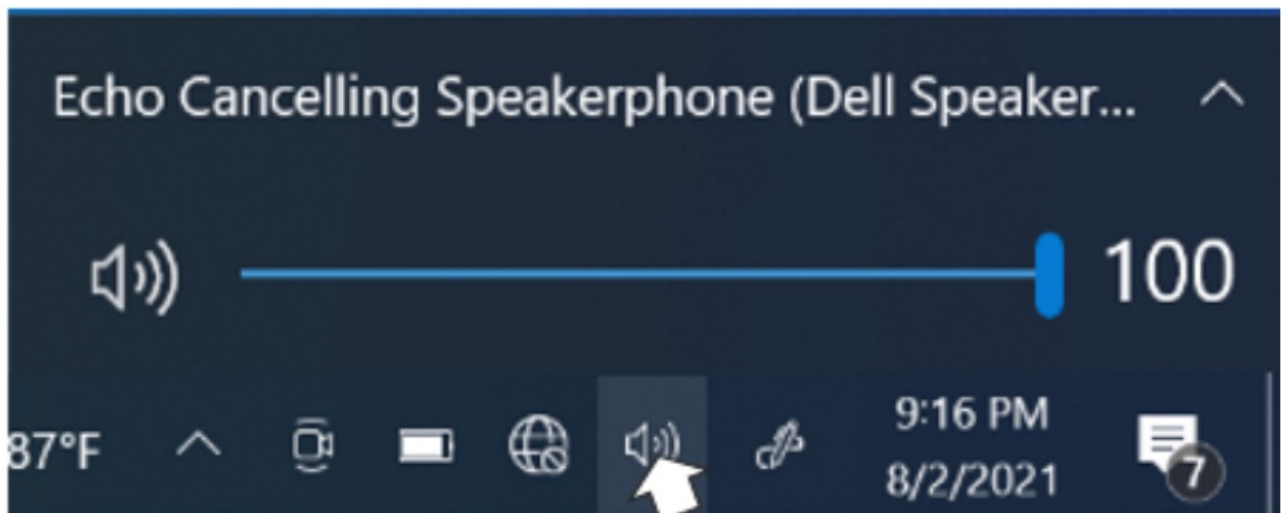 Echo Cancelling Speakerphone (Dell Speaker...
100
87°F
9:16 PM
8/2/2021
7